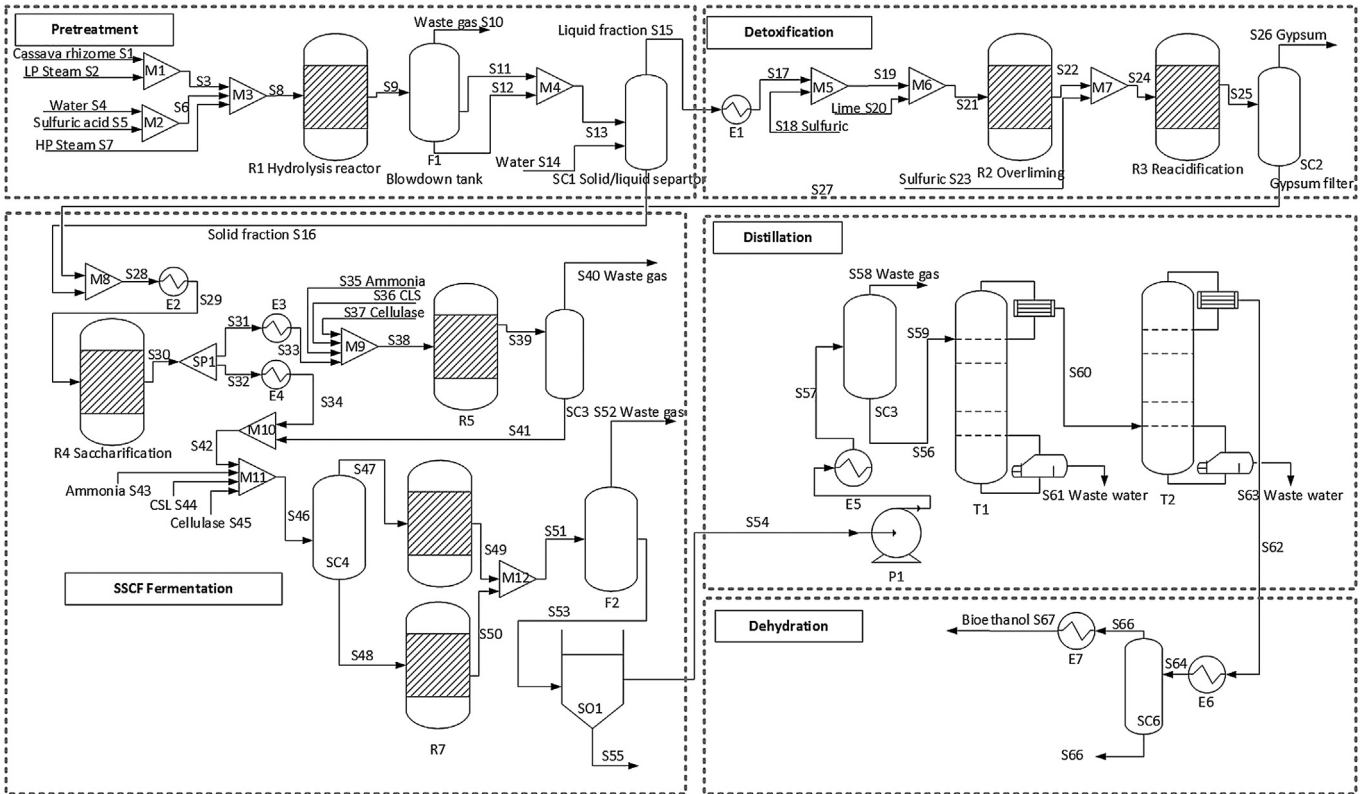 Pretreatment
Waste gas S10
Liquid fraction S15
Cassava rhizome S1
LP Steam S2
M1
S3
Water S4
Sulfuric acid S5
M2
S6
HP Steam S7
M3
S8
R1 Hydrolysis reactor
S9
F1
Blowdown tank
S11
S12
M4
S13
Water S14
SC1 Solid/liquid separtor
Detoxification
E1
S17
S18 Sulfuric
M5
S19
Lime S20
M6
S21
R2 Overliming
S22
Sulfuric S23
M7
S24
R3 Reacidification
S25
S26 Gypsum
SC2
Gypsum filter
S27
Solid fraction S16
M8
S28
E2
S29
R4 Saccharification
S30
SP1
S31
S32
E3
E4
S33
S34
S35 Ammonia
S36 CLS
S37 Cellulase
M9
S38
R5
S39
S40 Waste gas
SC3
S41
M10
S42
Ammonia S43
CSL S44
Cellulase S45
M11
S46
SC4
S47
S48
R7
S49
S50
M12
S51
S52 Waste gas
F2
S53
SO1
S55
SSCF Fermentation
Distillation
S54
P1
E5
S57
S58 Waste gas
SC3
S56
S59
T1
S61 Waste water
S60
T2
S63 Waste water
S62
Dehydration
Bioethanol S67
E7
S66
S64
E6
SC6
S66